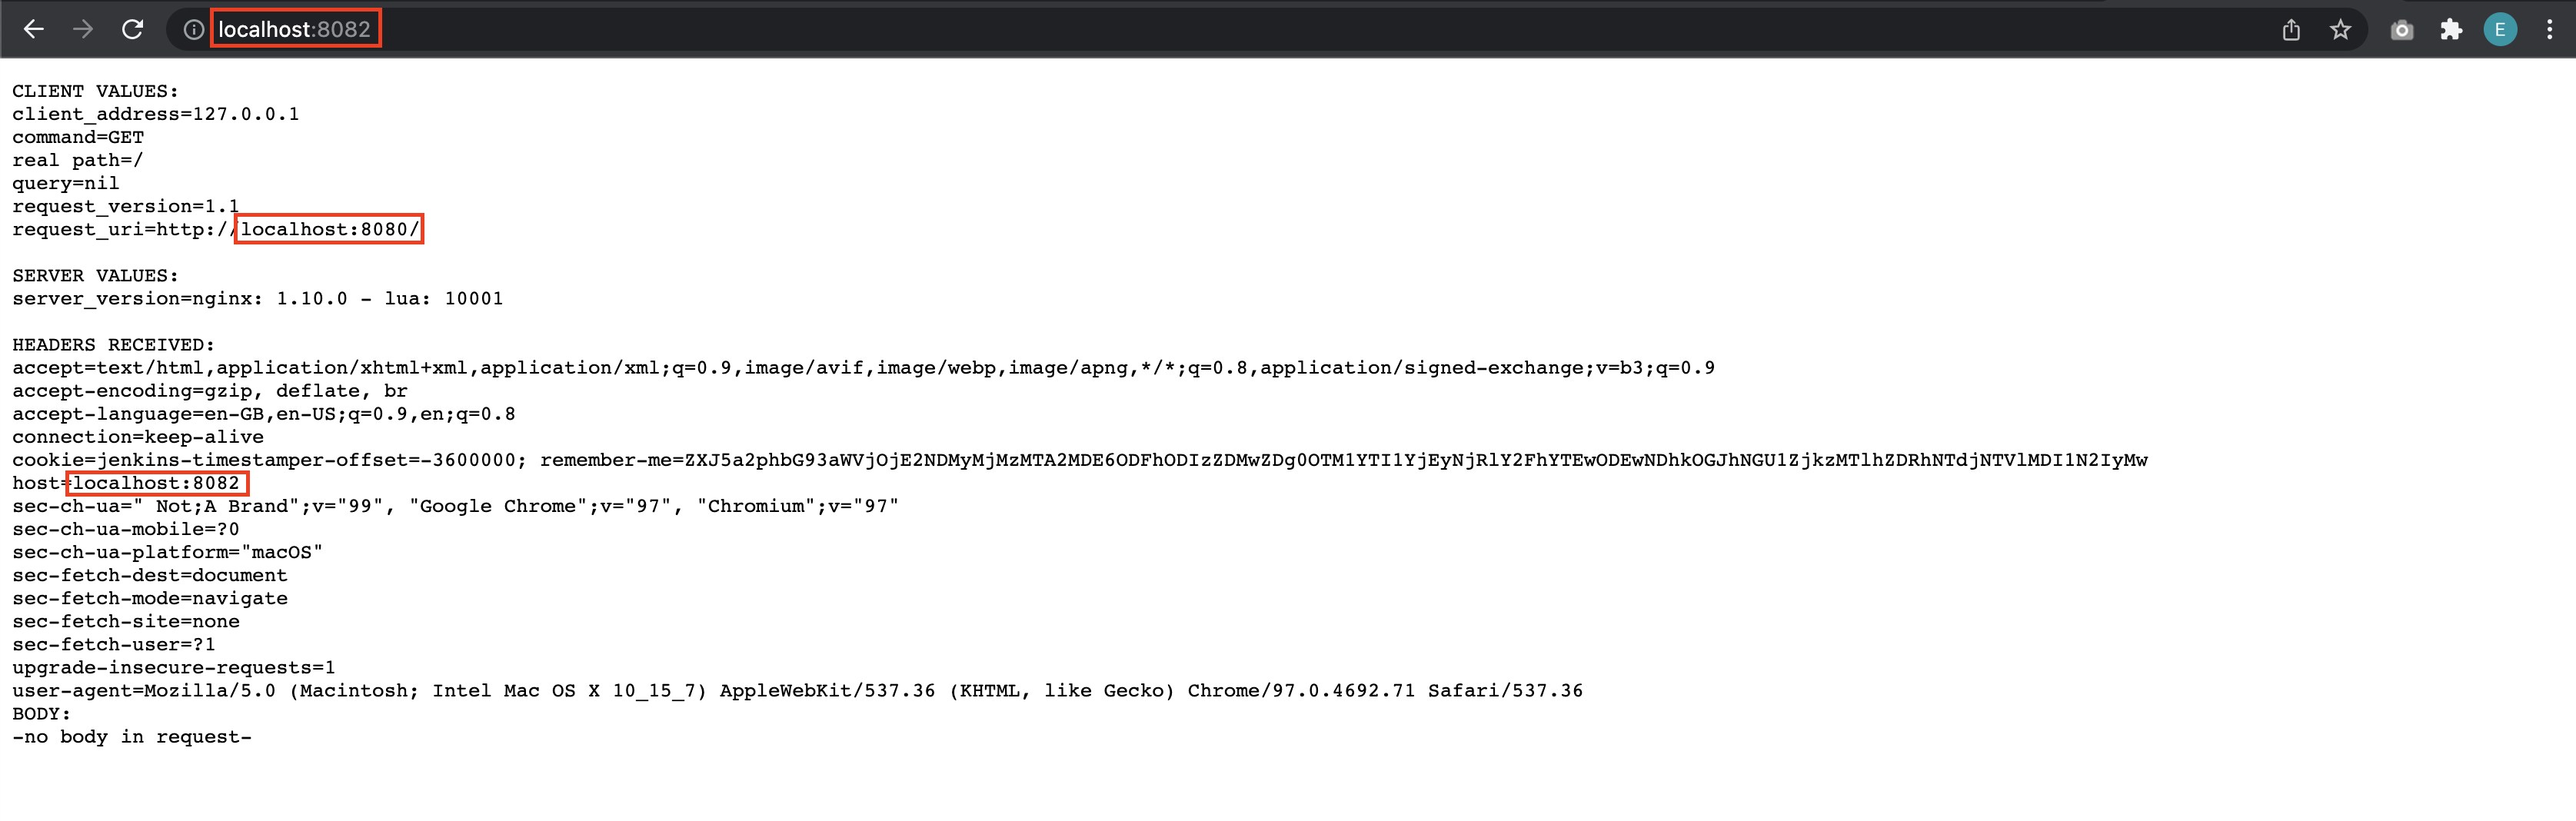 localhost:8082
E
CLIENT VALUES:
client_address=127.0.0.1
command=GET
real path=/
query=nil
request_version=1.1
request_uri=http://localhost:8080/
SERVER VALUES:
server_version=nginx: 1.10.0 - lua: 10001
HEADERS RECEIVED:
accept=text/html,application/xhtml+xml,application/xml;q=0.9,image/avif,image/webp,image/apng,*/*;q=0.8,application/signed-exchange;v=b3;q=0.9
accept-encoding=gzip, deflate, br
accept-language=en-GB,en-US;q=0.9,en;q=0.8
connection=keep-alive
cookie=jenkins-timestamper-offset=-3600000; remember-me=ZXJ5a2phbG93aWVjOjE2NDMyMjMzMTA2MDE6ODFhODIzZDMwZDg0OTM1YTI1YjEyNjRlY2FhYTEwODEwNDhkOGJhNGU1ZjkzMTlhZDRhNTdjNTVlMDI1N2IyMw
host=localhost:8082
sec-ch-ua=" Not;A Brand";v="99", "Google Chrome";v="97", "Chromium";v="97"
sec-ch-ua-mobile=?0
sec-ch-ua-platform="macOS"
sec-fetch-dest=document
sec-fetch-mode=navigate
sec-fetch-site=none
sec-fetch-user=?1
upgrade-insecure-requests=1
user-agent=Mozilla/5.0 (Macintosh; Intel Mac OS X 10_15_7) AppleWebKit/537.36 (KHTML, like Gecko) Chrome/97.0.4692.71 Safari/537.36
BODY:
-no body in request-